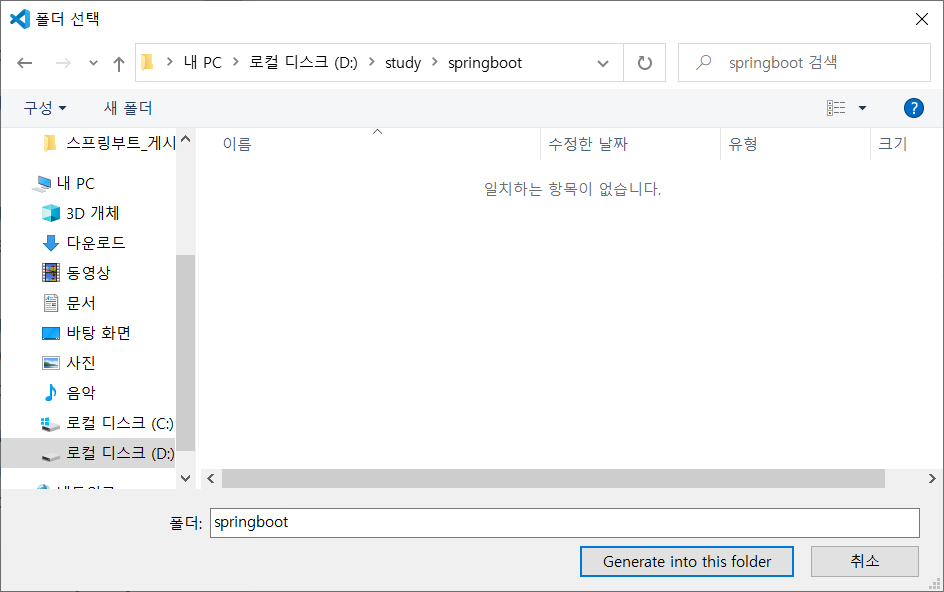 폴더 선택
내 PC > 로컬 디스크 (D:) > study > springboot
springboot 검색
구성
새 폴더
?
스프링부트_게시
내 PC
3D 개체
다운로드
동영상
문서
바탕 화면
사진
음악
로컬 디스크 (C:)
로컬 디스크 (D:)
이름
수정한 날짜
유형
크기
일치하는 항목이 없습니다.
폴더:
springboot
Generate into this folder
취소